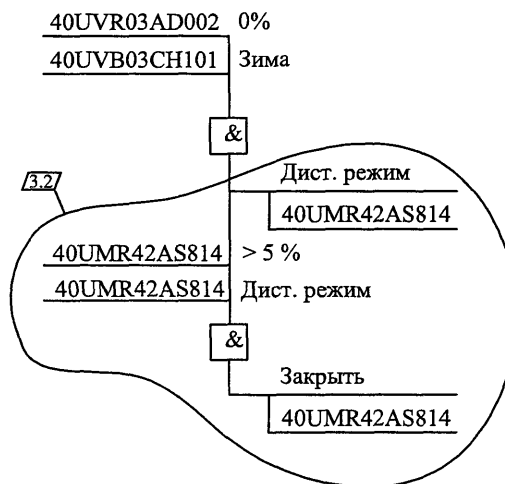 40UVR03AD002 0%
40UVB03CH101 Зима
&
3.2
Дист. режим
40UMR42AS814
40UMR42AS814 > 5 %
40UMR42AS814 Дист. режим
&
Закрыть
40UMR42AS814